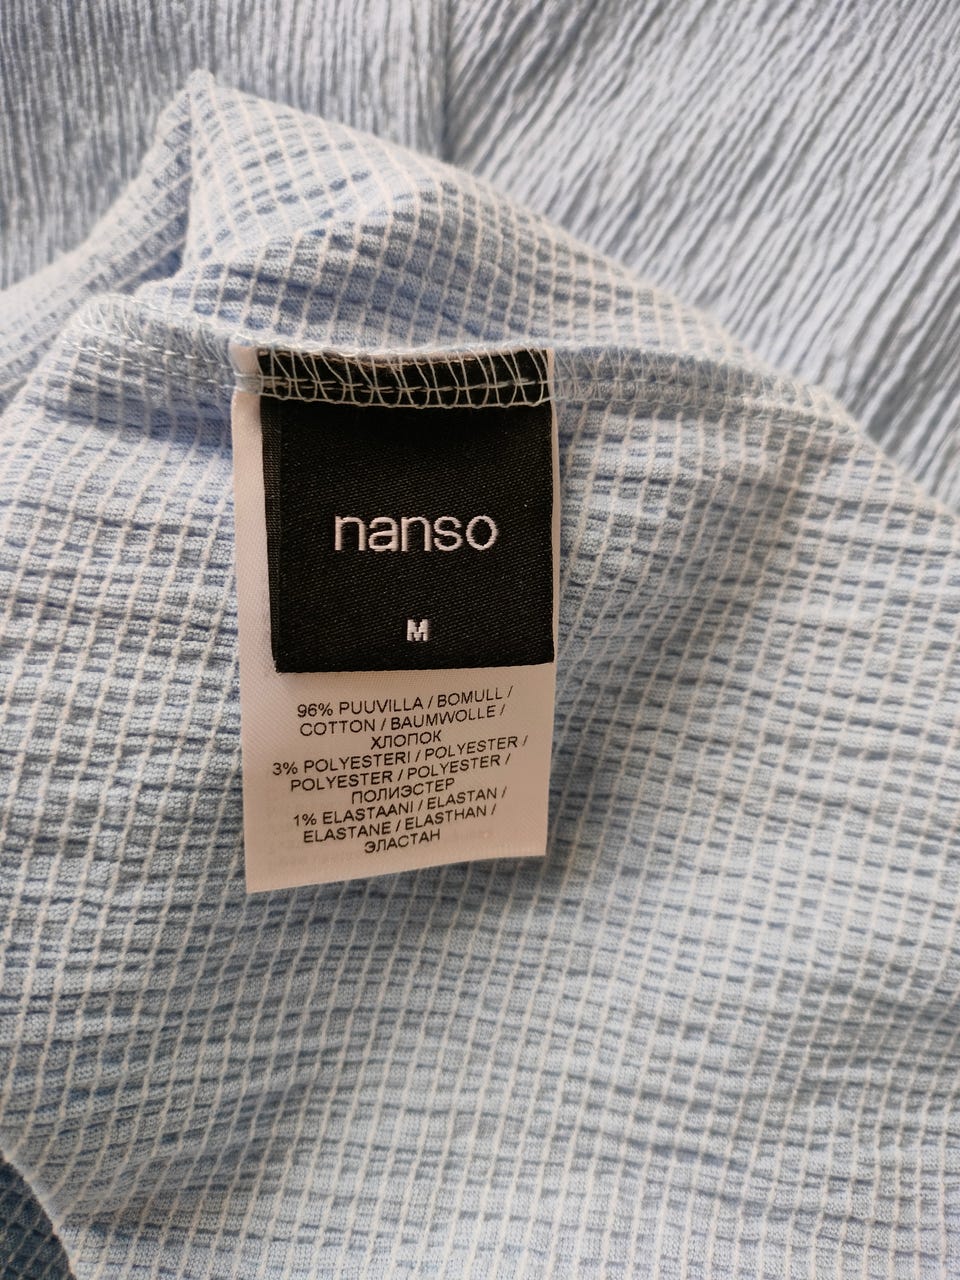 nanso
M
96% PUUVILLA / BOMULL /
COTTON / BAUMWOLLE /
ХЛОПОК
3% POLYESTERI / POLYESTER /
POLYESTER / POLYESTER /
ПОЛИЭСТЕР
1% ELASTAANI / ELASTAN /
ELASTANE / ELASTHAN /
ЭЛАСТАН